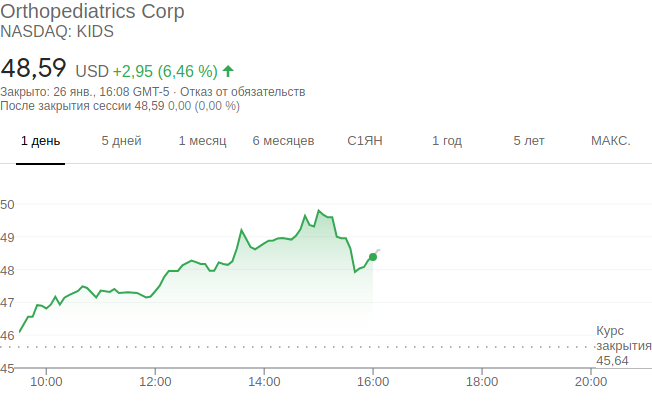 Orthopediatrics Corp
NASDAQ: KIDS
48,59 USD +2,95 (6,46 %)
Закрыто: 26 янв., 16:08 GMT-5 · Отказ от обязательств
После закрытия сессии 48,59 0,00 (0,00 %)
1 день 5 дней 1 месяц 6 месяцев С1ЯН 1 год 5 лет МАКС.
50
49
48
47
46
Курс
закрытия
45,64
45
10:00 12:00 14:00 16:00 18:00 20:00